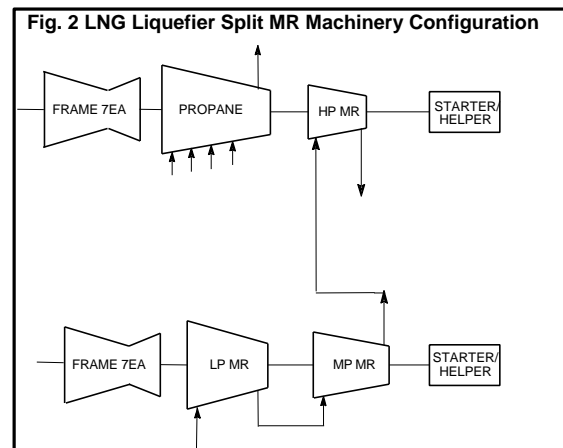 Fig. 2 LNG Liquefier Split MR Machinery Configuration
FRAME 7EA
PROPANE
HP MR
STARTER/
HELPER
FRAME 7EA
LP MR
MP MR
STARTER/
HELPER